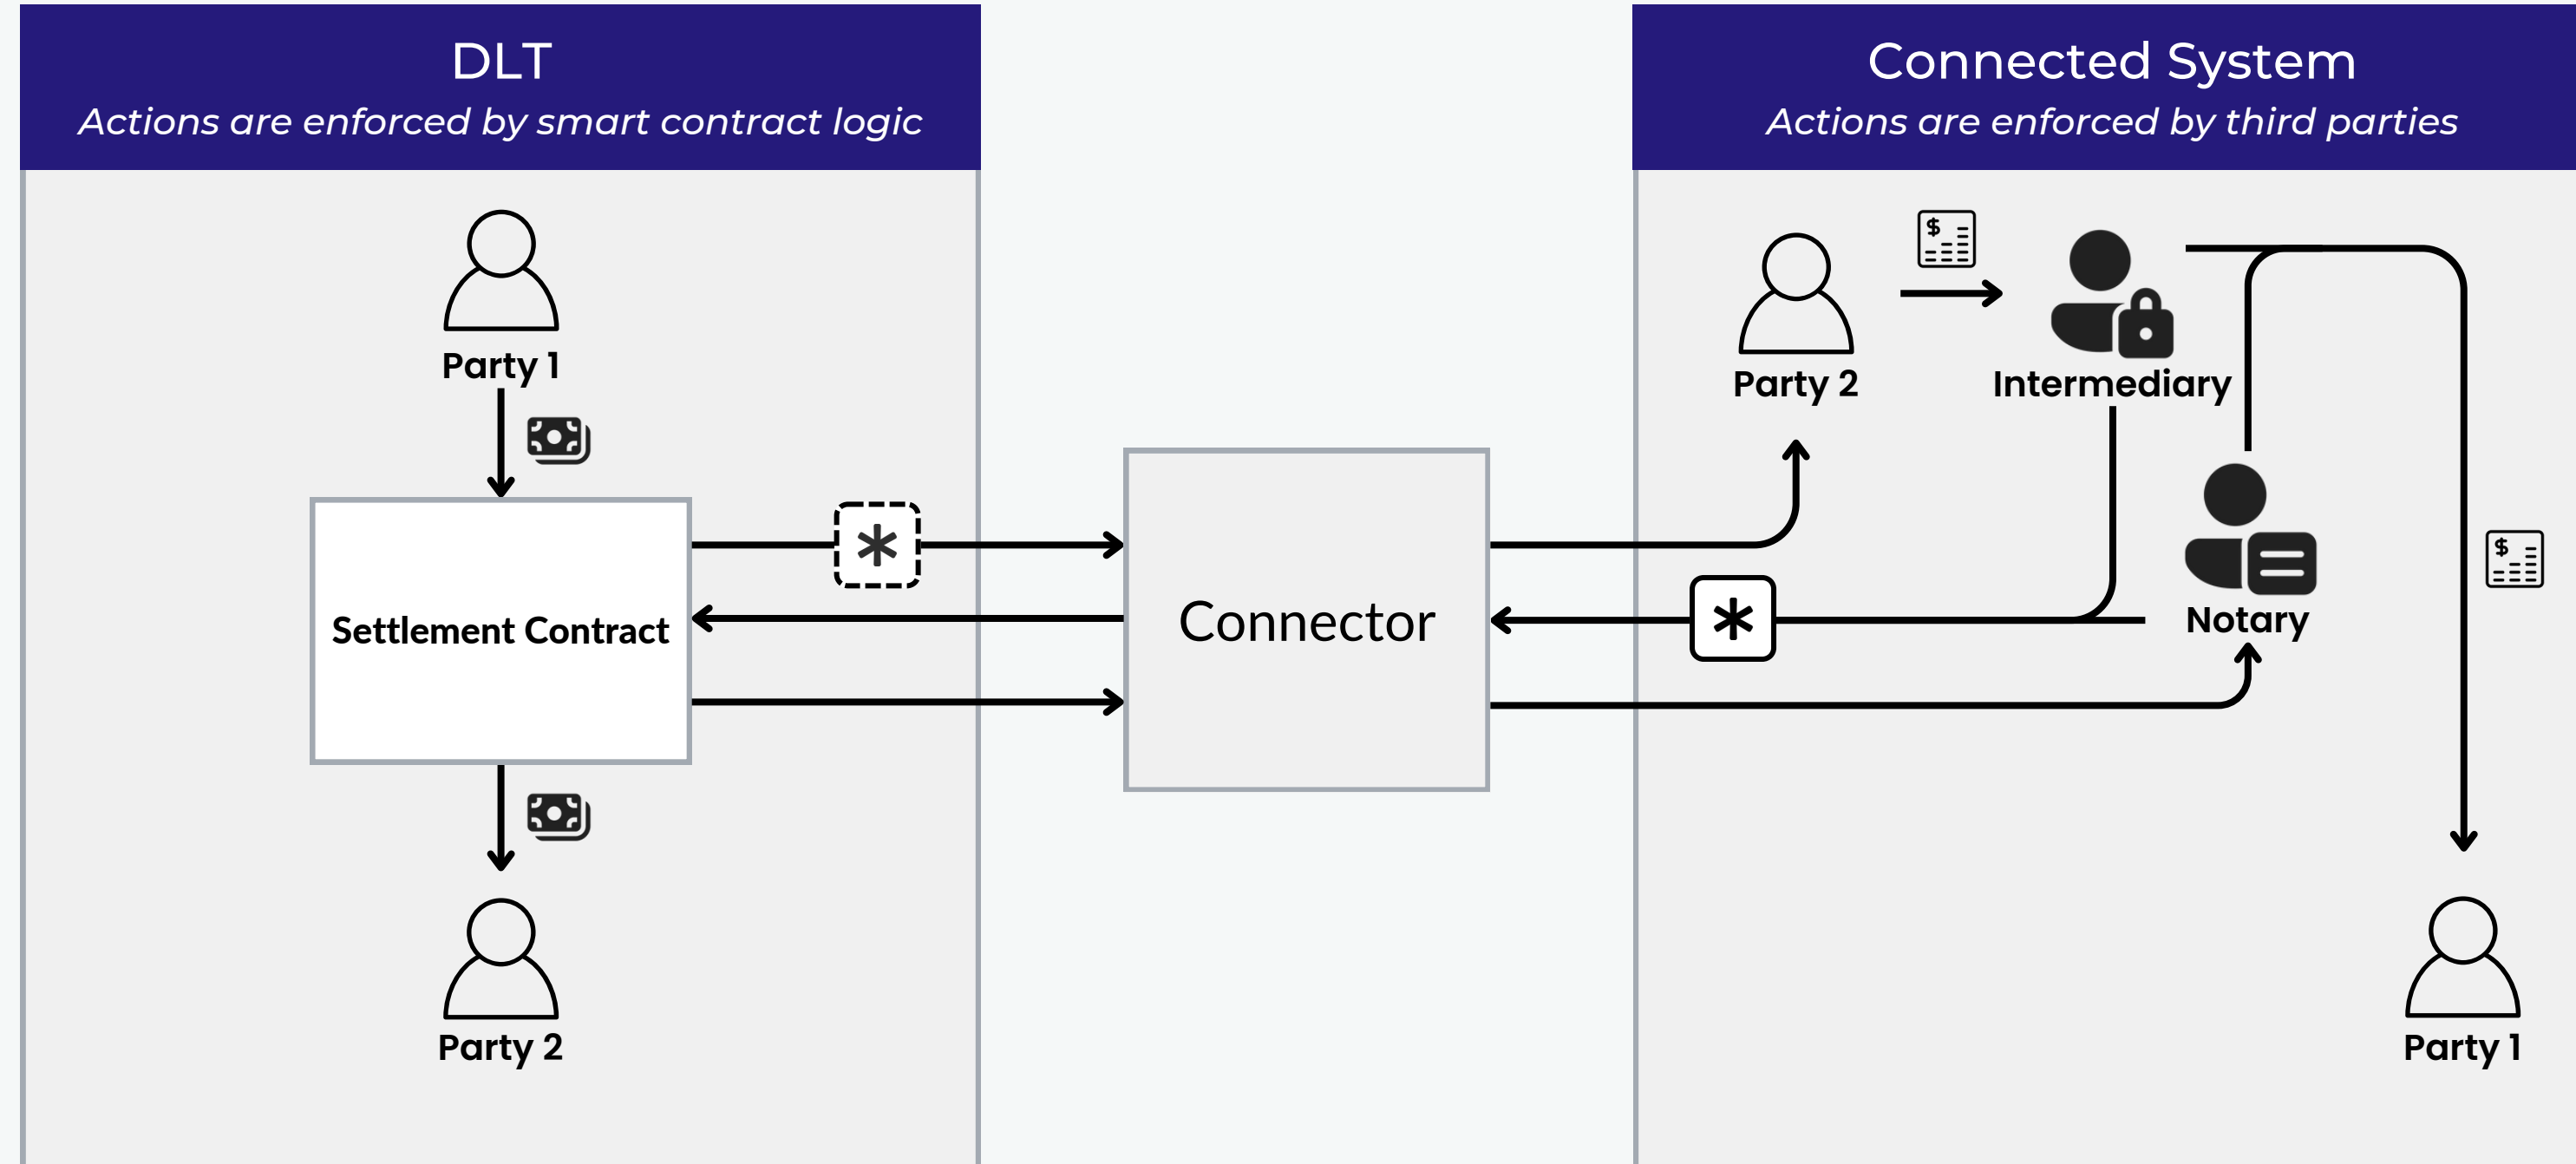 DLT
Actions are enforced by smart contract logic
Connected System
Actions are enforced by third parties
Party 1
Settlement Contract
Party 2
*
Connector
*
Party 2
$
Intermediary
Notary
$
Party 1